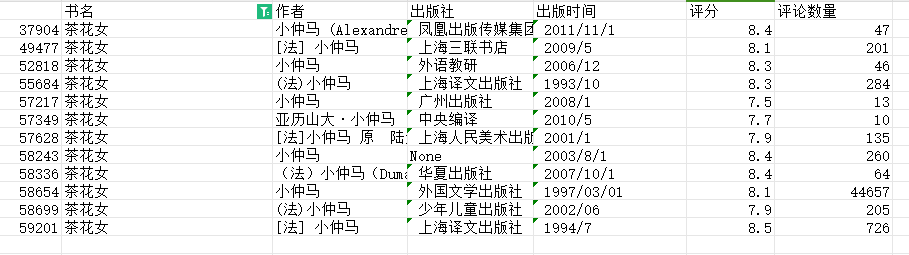 书名 作者 出版社 出版时间 评分 评论数量
37904 茶花女 小仲马 (Alexandre 凤凰出版传媒集团 2011/11/1 8.4 47
49477 茶花女 [法] 小仲马 上海三联书店 2009/5 8.1 201
52818 茶花女 小仲马 外语教研 2006/12 8.3 46
55684 茶花女 (法)小仲马 上海译文出版社 1993/10 8.3 284
57217 茶花女 小仲马 广州出版社 2008/1 7.5 13
57349 茶花女 亚历山大·小仲马 中央编译 2010/5 7.7 10
57628 茶花女 [法]小仲马 原 陆 上海人民美术出版 2001/1 7.9 135
58243 茶花女 小仲马 None 2003/8/1 8.4 260
58336 茶花女 (法)小仲马(Duma 华夏出版社 2007/10/1 8.4 64
58654 茶花女 小仲马 外国文学出版社 1997/03/01 8.1 44657
58699 茶花女 (法)小仲马 少年儿童出版社 2002/06 7.9 205
59201 茶花女 [法] 小仲马 上海译文出版社 1994/7 8.5 726